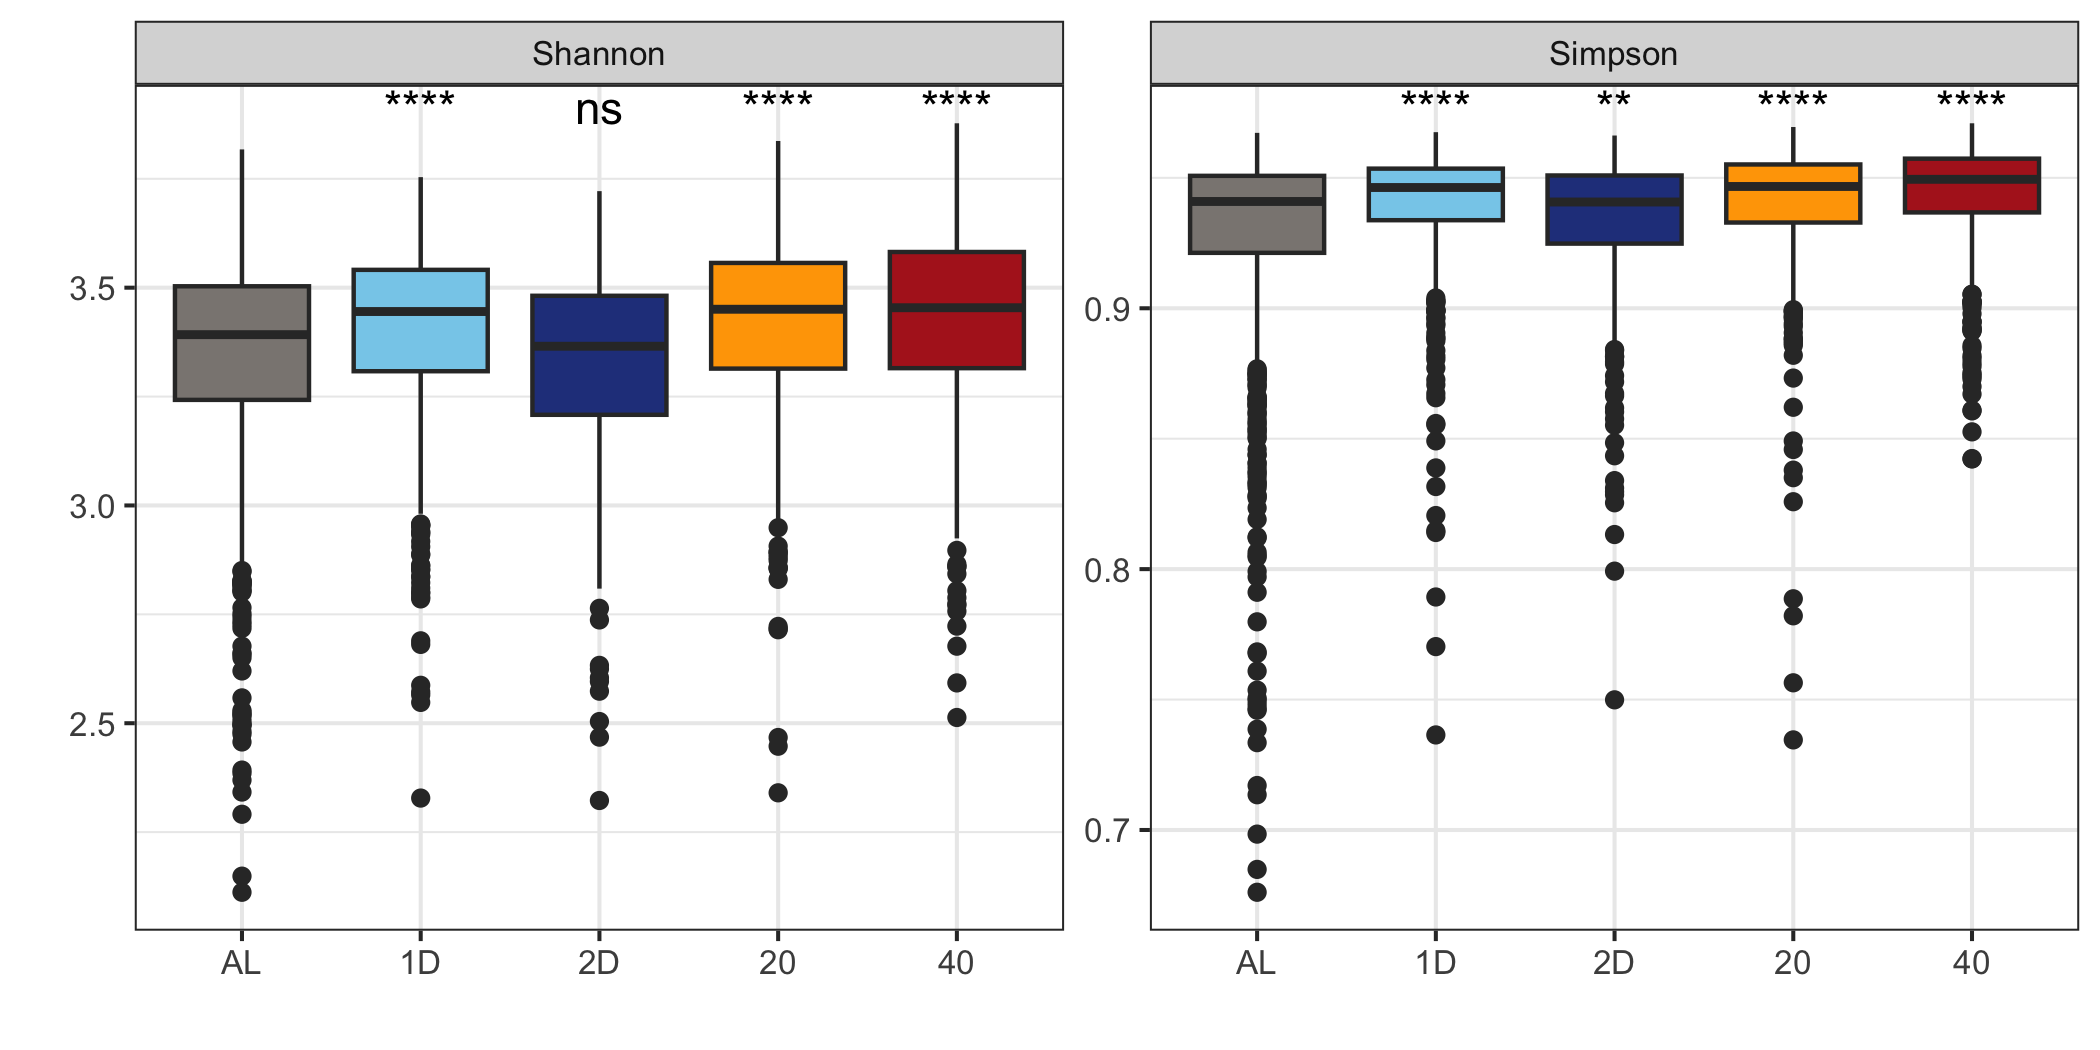 Shannon
**** ns **** ****
3.5
3.0
2.5
AL 1D 2D 20 40
Simpson
**** ** **** ****
0.9
0.8
0.7
AL 1D 2D 20 40